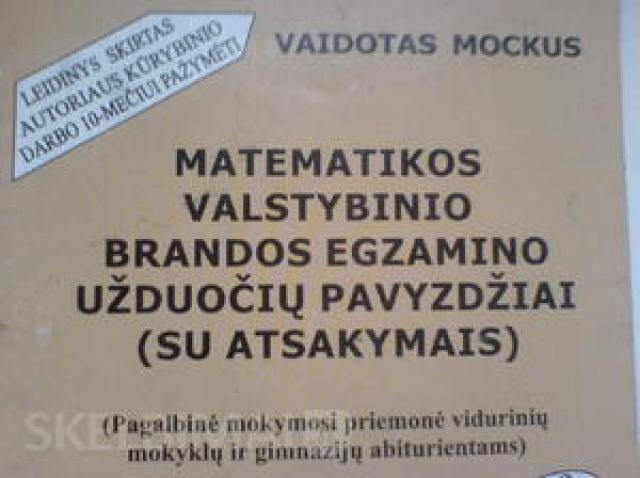 LEIDINYS SKIRTAS
AUTORIAUS KŪRYBINIO
DARBO 10-MEČIUI PAŽYMĖTI
VAIDOTAS MOCKUS
MATEMATIKOS
VALSTYBINIO
BRANDOS EGZAMINO
UŽDUOČIŲ PAVYZDŽIAI
(SU ATSAKYMAIS)
(Pagalbinė mokymosi priemonė vidurinių
mokyklų ir gimnazijų abiturientams)